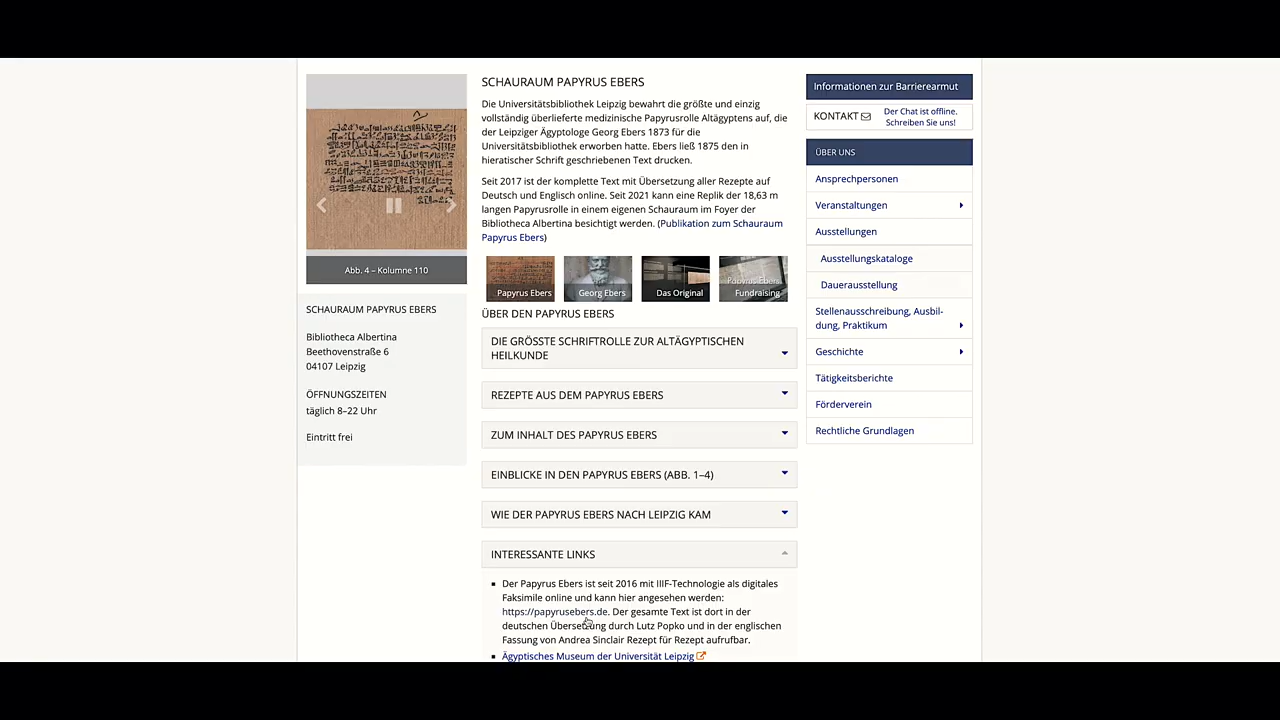 Abb. 4 – Kolumne 110
SCHAURAUM PAPYRUS EBERS
Bibliotheca Albertina
Beethovenstraße 6
04107 Leipzig
ÖFFNUNGSZEITEN
täglich 8–22 Uhr
Eintritt frei
SCHAURAUM PAPYRUS EBERS
Die Universitätsbibliothek Leipzig bewahrt die größte und einzig
vollständig überlieferte medizinische Papyrusrolle Altägyptens auf, die
der Leipziger Ägyptologe Georg Ebers 1873 für die
Universitätsbibliothek erworben hatte. Ebers ließ 1875 den in
hieratischer Schrift geschriebenen Text drucken.
Seit 2017 ist der komplette Text mit Übersetzung aller Rezepte auf
Deutsch und Englisch online. Seit 2021 kann eine Replik der 18,63 m
langen Papyrusrolle in einem eigenen Schauraum im Foyer der
Bibliotheca Albertina besichtigt werden. (Publikation zum Schauraum
Papyrus Ebers)
Papyrus Ebers
Georg Ebers
Das Original
Papyrus Ebers
Fundraising
ÜBER DEN PAPYRUS EBERS
DIE GRÖSSTE SCHRIFTROLLE ZUR ALTÄGYPTISCHEN
HEILKUNDE
REZEPTE AUS DEM PAPYRUS EBERS
ZUM INHALT DES PAPYRUS EBERS
EINBLICKE IN DEN PAPYRUS EBERS (ABB. 1–4)
WIE DER PAPYRUS EBERS NACH LEIPZIG KAM
INTERESSANTE LINKS
Der Papyrus Ebers ist seit 2016 mit IIIF-Technologie als digitales
Faksimile online und kann hier angesehen werden:
https://papyrusebers.de. Der gesamte Text ist dort in der
deutschen Übersetzung durch Lutz Popko und in der englischen
Fassung von Andrea Sinclair Rezept für Rezept aufrufbar.
Ägyptisches Museum der Universität Leipzig
Informationen zur Barrierearmut
KONTAKT
Der Chat ist offline.
Schreiben Sie uns!
ÜBER UNS
Ansprechpersonen
Veranstaltungen
Ausstellungen
Ausstellungskataloge
Dauerausstellung
Stellenausschreibung, Ausbil-
dung, Praktikum
Geschichte
Tätigkeitsberichte
Förderverein
Rechtliche Grundlagen